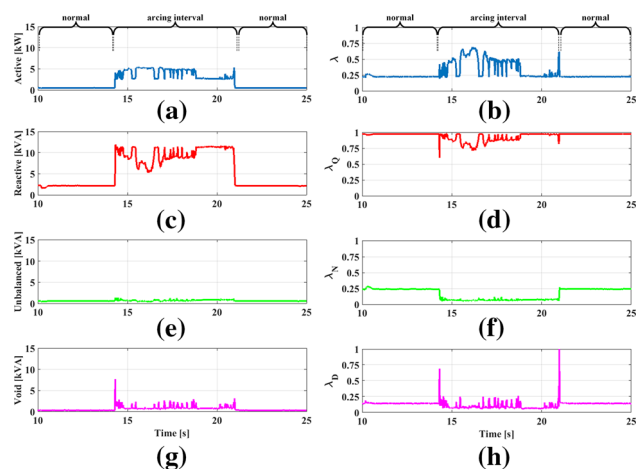 normal arcing interval normal
Active [kW]
15
10
5
0
10 15 20 25
(a)
normal arcing interval normal
λ
1
0.75
0.5
0.25
0
10 15 20 25
(b)
Reactive [kVA]
15
10
5
0
10 15 20 25
(c)
λQ
1
0.75
0.5
0.25
0
10 15 20 25
(d)
Unbalanced [kVA]
15
10
5
0
10 15 20 25
(e)
λN
1
0.75
0.5
0.25
0
10 15 20 25
(f)
Void [kVA]
15
10
5
0
10 15 20 25
Time [s]
(g)
λD
1
0.75
0.5
0.25
0
10 15 20 25
Time [s]
(h)